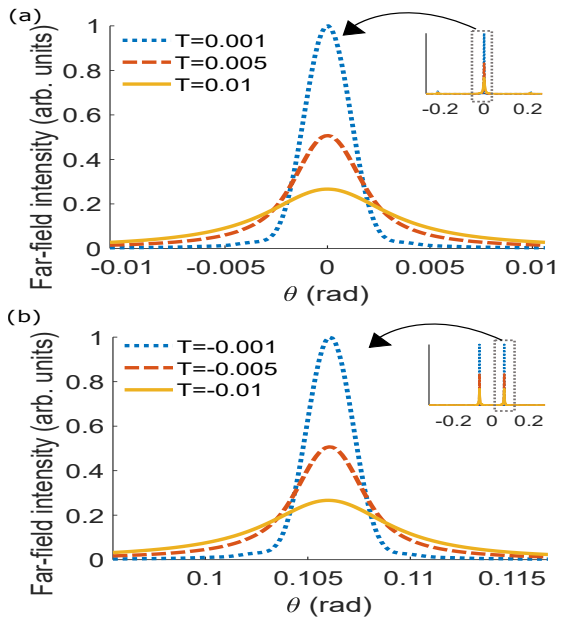 (a)
Far-field intensity (arb. units)
1
0.8
0.6
0.4
0.2
0
T=0.001
T=0.005
T=0.01
-0.2 0 0.2
-0.01 -0.005 0 0.005 0.01
θ (rad)
(b)
Far-field intensity (arb. units)
1
0.8
0.6
0.4
0.2
0
T=-0.001
T=-0.005
T=-0.01
-0.2 0 0.2
0.1 0.105 0.11 0.115
θ (rad)